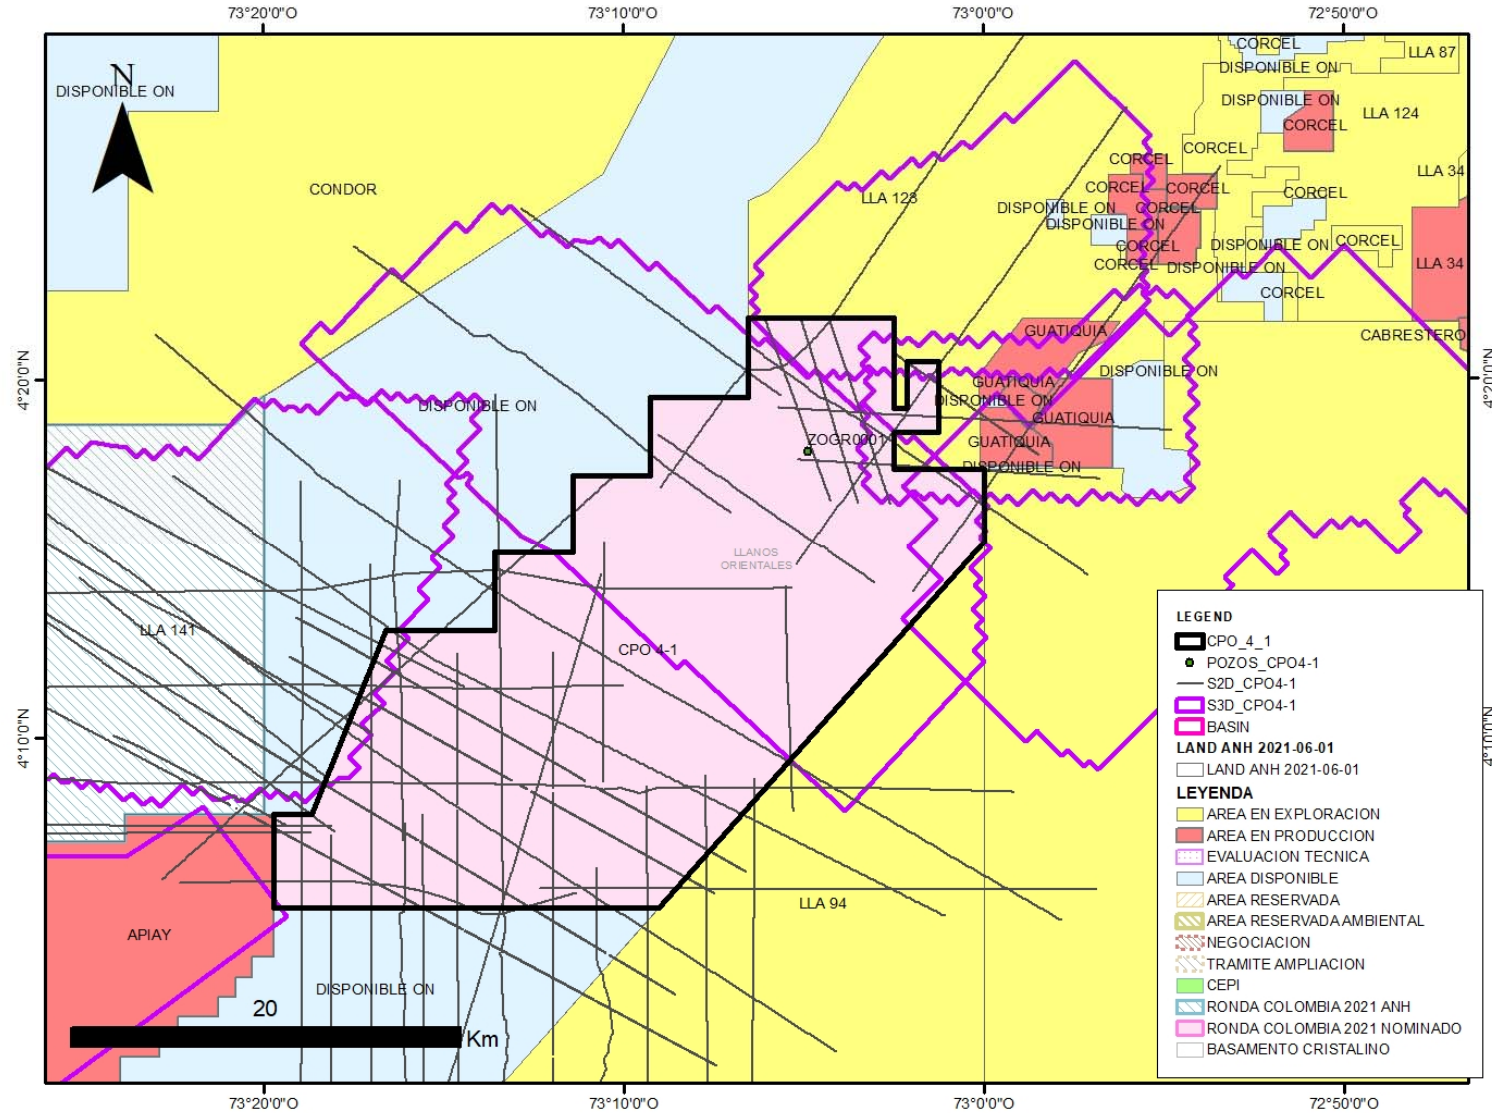 73°20'0"O 73°10'0"O 73°0'0"O 72°50'0"O
N
DISPONIBLE ON
CONDOR
CORCEL
LLA 87
DISPONIBLE ON
DISPONIBLE ON
LLA 124
CORCEL
CORCEL
CORCEL
LLA 34
CORCEL
CORCEL
CORCEL
LLA 123
DISPONIBLE ON
CORCEL
DISPONIBLE ON
CORCEL
DISPONIBLE ON
CORCEL
CORCEL
DISPONIBLE ON
LLA 34
CORCEL
GUATIQUIA
CABRESTERO
4°20'0"N
4°20'0"N
DISPONIBLE ON
GUATIQUIA
DISPONIBLE ON
DISPONIBLE ON
GUATIQUIA
ZOGR0001
GUATIQUIA
DISPONIBLE ON
LLANOS
ORIENTALES
LLA 141
CPO 4-1
4°10'0"N
4°10'0"N
LLA 94
APIAY
DISPONIBLE ON
20
Km
LEGEND
CPO_4_1
POZOS_CPO4-1
S2D_CPO4-1
S3D_CPO4-1
BASIN
LAND ANH 2021-06-01
LAND ANH 2021-06-01
LEYENDA
AREA EN EXPLORACION
AREA EN PRODUCCION
EVALUACION TECNICA
AREA DISPONIBLE
AREA RESERVADA
AREA RESERVADA AMBIENTAL
NEGOCIACION
TRAMITE AMPLIACION
CEPI
RONDA COLOMBIA 2021 ANH
RONDA COLOMBIA 2021 NOMINADO
BASAMENTO CRISTALINO
73°20'0"O 73°10'0"O 73°0'0"O 72°50'0"O